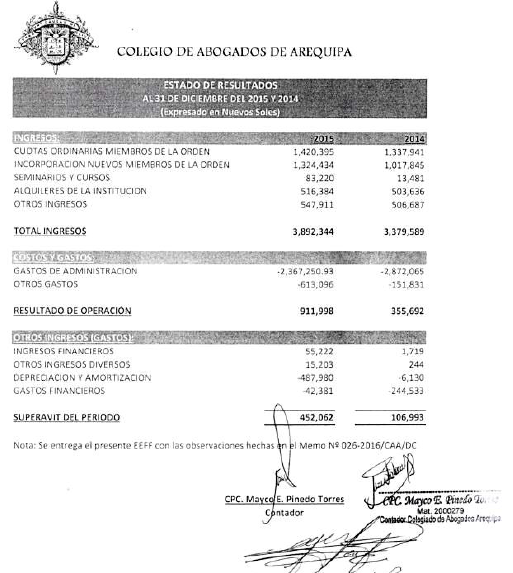 COLEGIO DE ABOGADOS DE AREQUIPA
ESTADO DE RESULTADOS
AL 31 DE DICIEMBRE DEL 2015 Y 2014
(Expresado en Nuevos Soles)
INGRESOS: 2015 2014
CUOTAS ORDINARIAS MIEMBROS DE LA ORDEN 1,420,395 1,337,941
INCORPORACION NUEVOS MIEMBROS DE LA ORDEN 1,324,434 1,017,845
SEMINARIOS Y CURSOS 83,220 13,481
ALQUILERES DE LA INSTITUCION 516,384 503,636
OTROS INGRESOS 547,911 506,687
TOTAL INGRESOS 3,892,344 3,379,589
COSTOS Y GASTOS:
GASTOS DE ADMINISTRACION -2,367,250.93 -2,872,065
OTROS GASTOS -613,096 -151,831
RESULTADO DE OPERACIÓN 911,998 355,692
OTROS INGRESOS (GASTOS):
INGRESOS FINANCIEROS 55,222 1,719
OTROS INGRESOS DIVERSOS 15,203 244
DEPRECIACION Y AMORTIZACION -487,980 -6,130
GASTOS FINANCIEROS -42,381 -244,533
SUPERAVIT DEL PERIODO 452,062 106,993
Nota: Se entrega el presente EEFF con las observaciones hechas en el Memo Nº 026-2016/CAA/DC
CPC. Mayco E. Pinedo Torres
Contador
CPC. Mayco E. Pinedo
Mat. 2000279
Contador Colegiado de Abogados Arequipa